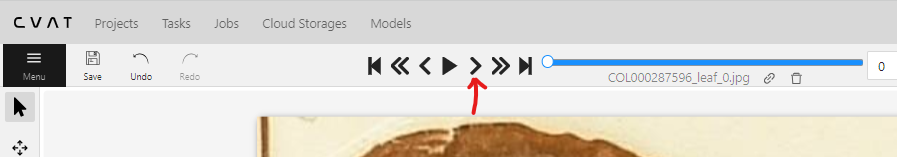 CVAT Projects Tasks Jobs Cloud Storages Models
Menu Save Undo Redo
COL000287596_leaf_0.jpg
0